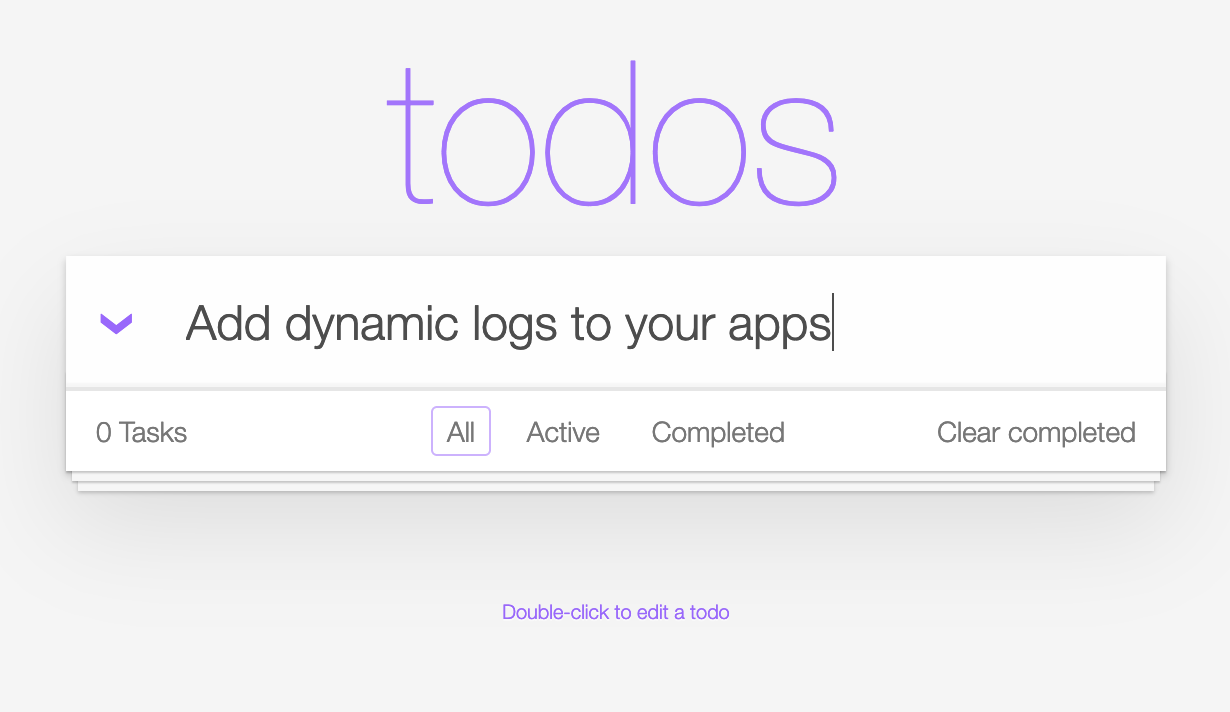 todos
Add dynamic logs to your apps
0 Tasks All Active Completed Clear completed
Double-click to edit a todo